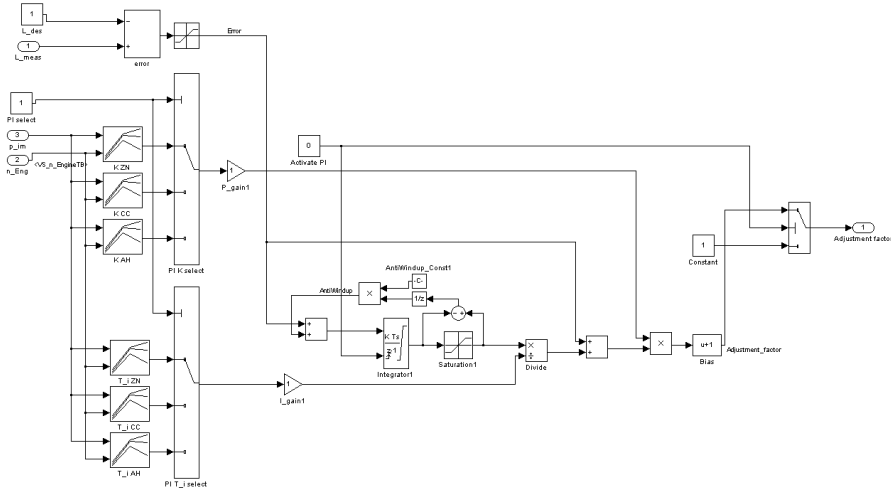 1
L_des
−
+
error
Error
1
L_meas
1
PI select
3
p_im
2
n_Eng
<VS_n_EngineTB>
K ZN
K CC
K AH
PI K select
1
P_gain1
0
Activate PI
AntiWindup_Const1
-C-
AntiWindup
×
1/z
− +
+
+
K Ts
z-1
Integrator1
Saturation1
×
÷
Divide
+
+
×
u+1
Bias
Adjustment_factor
1
Constant
1
Adjustment factor
T_i ZN
T_i CC
T_i AH
PI T_i select
1
I_gain1